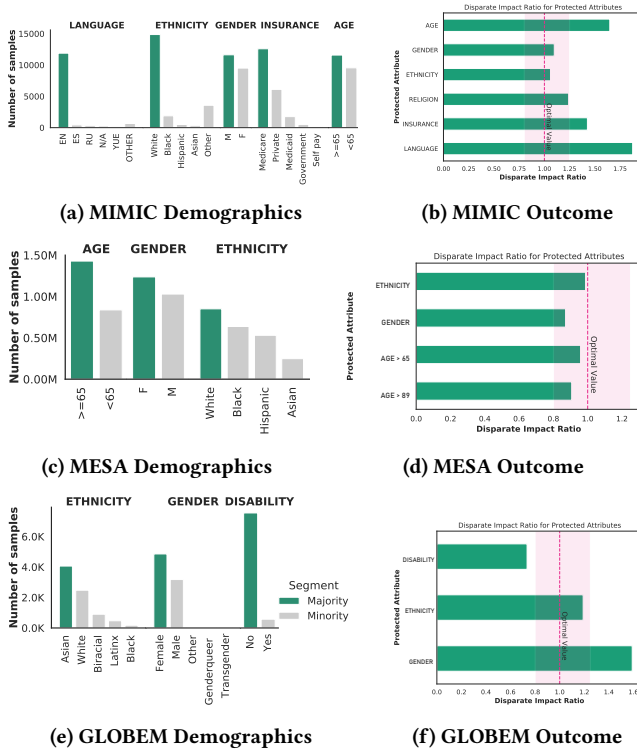 LANGUAGE ETHNICITY GENDER INSURANCE AGE
Number of samples
15000
10000
5000
0
EN ES RU N/A YUE OTHER White Black Hispanic Asian Other M F Medicare Private Medicaid Government Self pay >=65 <65
(a) MIMIC Demographics
Disparate Impact Ratio for Protected Attributes
Protected Attribute
AGE
GENDER
ETHNICITY
RELIGION
INSURANCE
LANGUAGE
Optimal Value
0.00 0.25 0.50 0.75 1.00 1.25 1.50 1.75
Disparate Impact Ratio
(b) MIMIC Outcome
AGE GENDER ETHNICITY
Number of samples
1.50M
1.00M
0.50M
0.00M
>=65 <65 F M White Black Hispanic Asian
(c) MESA Demographics
Disparate Impact Ratio for Protected Attributes
Protected Attribute
ETHNICITY
GENDER
AGE > 65
AGE > 89
Optimal Value
0.0 0.2 0.4 0.6 0.8 1.0 1.2
Disparate Impact Ratio
(d) MESA Outcome
ETHNICITY GENDER DISABILITY
Number of samples
6.0K
4.0K
2.0K
0.0K
Asian White Biracial Latinx Black Female Male Other Genderqueer Transgender No Yes
Segment
Majority
Minority
(e) GLOBEM Demographics
Disparate Impact Ratio for Protected Attributes
Protected Attribute
DISABILITY
ETHNICITY
GENDER
Optimal Value
0.0 0.2 0.4 0.6 0.8 1.0 1.2 1.4 1.6
Disparate Impact Ratio
(f) GLOBEM Outcome